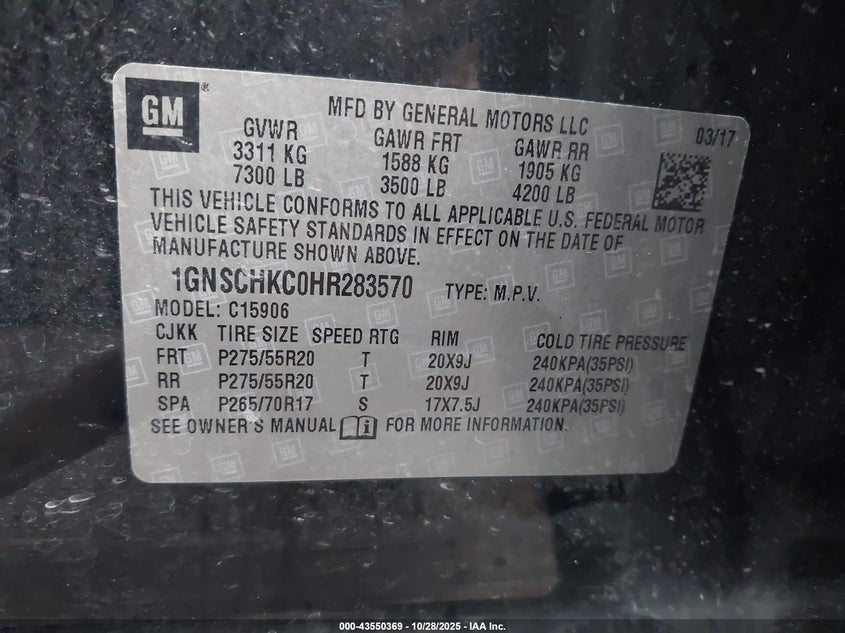 GM ®
MFD BY GENERAL MOTORS LLC
03/17
GVWR GAWR FRT GAWR RR
3311 KG 1588 KG 1905 KG
7300 LB 3500 LB 4200 LB
THIS VEHICLE CONFORMS TO ALL APPLICABLE U.S. FEDERAL MOTOR
VEHICLE SAFETY STANDARDS IN EFFECT ON THE DATE OF
MANUFACTURE SHOWN ABOVE.
1GNSCHKC0HR283570 TYPE: M.P.V.
MODEL: C15906
CJKK TIRE SIZE SPEED RTG RIM COLD TIRE PRESSURE
FRT P275/55R20 T 20X9J 240KPA(35PSI)
RR P275/55R20 T 20X9J 240KPA(35PSI)
SPA P265/70R17 S 17X7.5J 240KPA(35PSI)
SEE OWNER'S MANUAL i FOR MORE INFORMATION.
000-43550369 - 10/28/2025 - IAA Inc.